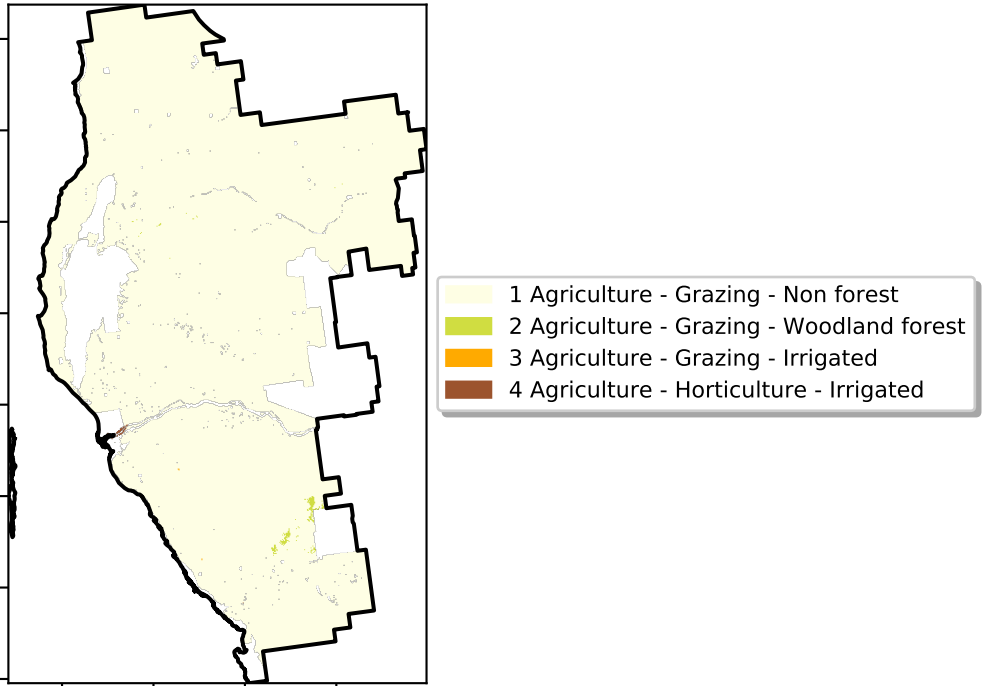 1 Agriculture - Grazing - Non forest
2 Agriculture - Grazing - Woodland forest
3 Agriculture - Grazing - Irrigated
4 Agriculture - Horticulture - Irrigated